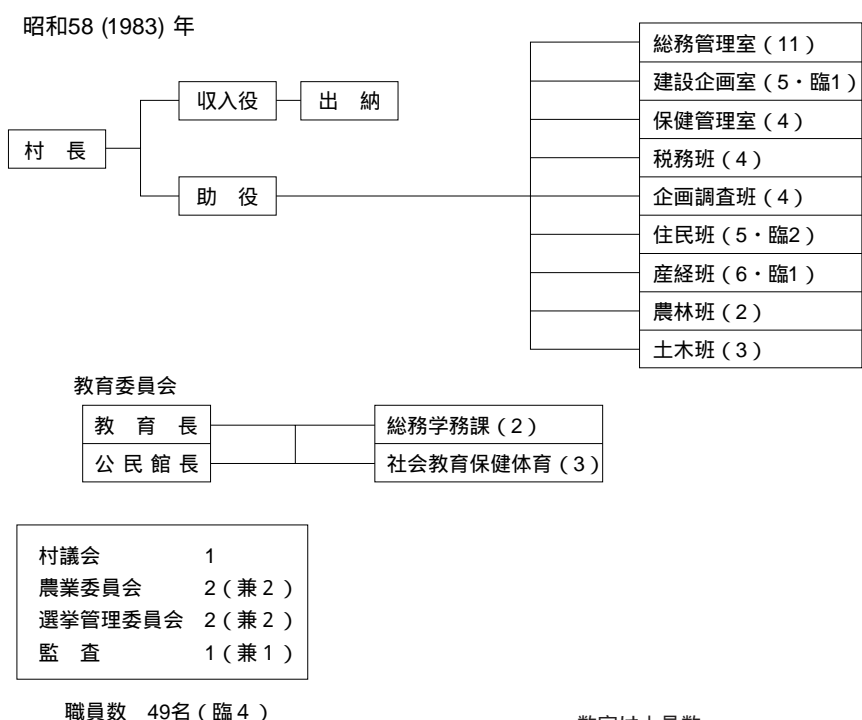 昭和58 (1983) 年
村　長
収入役
出　納
助　役
総務管理室（11）
建設企画室（5・臨1）
保健管理室（4）
税務班（4）
企画調査班（4）
住民班（5・臨2）
産経班（6・臨1）
農林班（2）
土木班（3）
教育委員会
教　育　長
公 民 館 長
総務学務課（2）
社会教育保健体育（3）
村議会　1
農業委員会　2（兼２）
選挙管理委員会　2（兼２）
監　査　1（兼１）
職員数　49名（臨４）